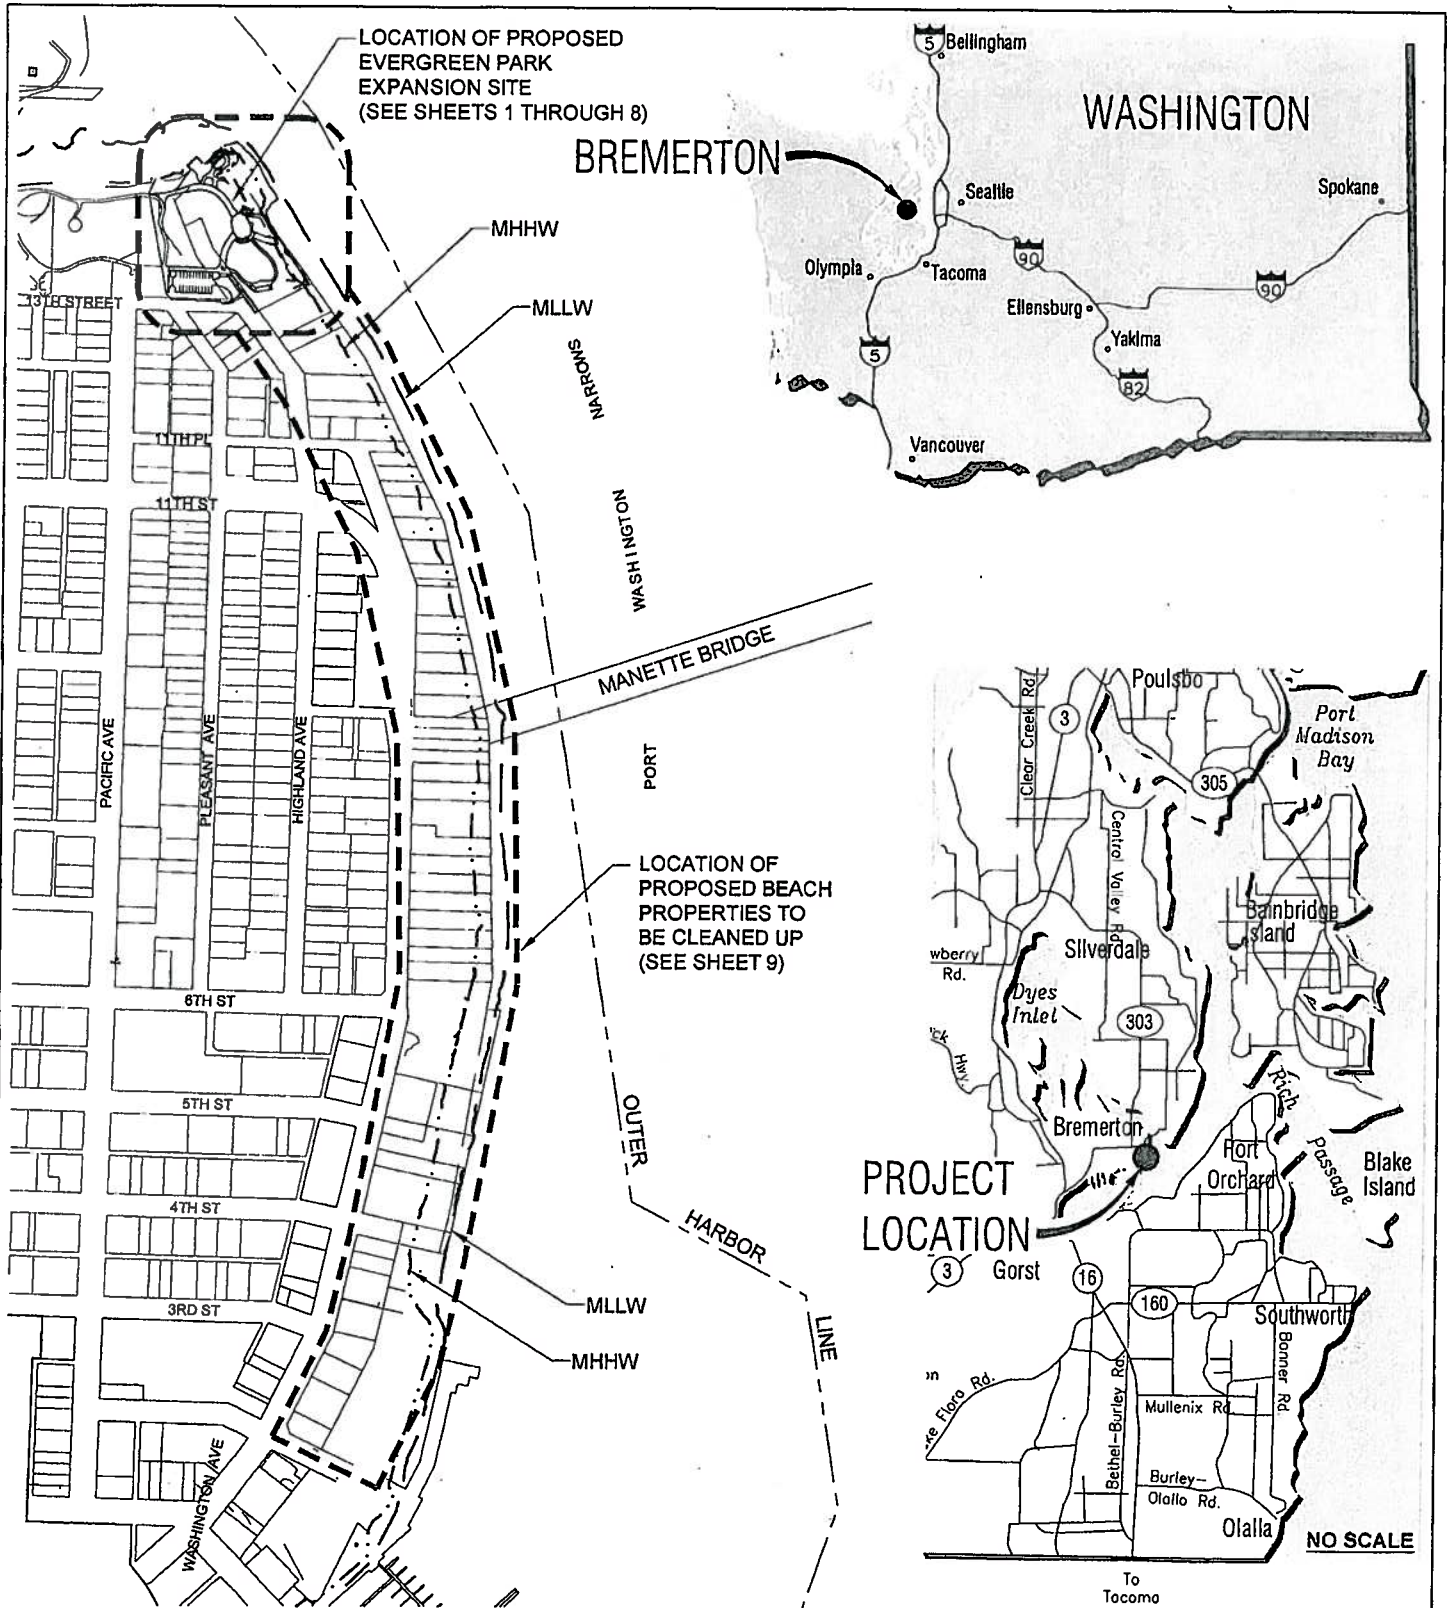 LOCATION OF PROPOSED
EVERGREEN PARK
EXPANSION SITE
(SEE SHEETS 1 THROUGH 8)
MHHW
MLLW
13TH STREET
11TH PL
11TH ST
PACIFIC AVE
PLEASANT AVE
HIGHLAND AVE
PORT
WASHINGTON
NARROWS
MANETTE BRIDGE
LOCATION OF
PROPOSED BEACH
PROPERTIES TO
BE CLEANED UP
(SEE SHEET 9)
6TH ST
5TH ST
4TH ST
3RD ST
WASHINGTON AVE
OUTER
HARBOR
LINE
MLLW
MHHW
WASHINGTON
BREMERTON
5
Bellingham
Seattle
Spokane
Olympia
Tacoma
90
90
Ellensburg
Yakima
5
82
Vancouver
Poulsbo
Port
Madison
Bay
3
305
Clear Creek Rd.
Central Valley Rd.
Bainbridge
Island
Silverdale
wberry
Rd.
Dyes
Inlet
303
ck Hwy.
Bremerton
Rich
Passage
Port
Orchard
Blake
Island
PROJECT
LOCATION
3
Gorst
16
160
Southworth
Bonner Rd.
Bethel-Burley Rd.
Mullenix Rd.
ke Flora Rd.
Burley-
Olalla Rd.
Olalla
NO SCALE
To
Tacoma